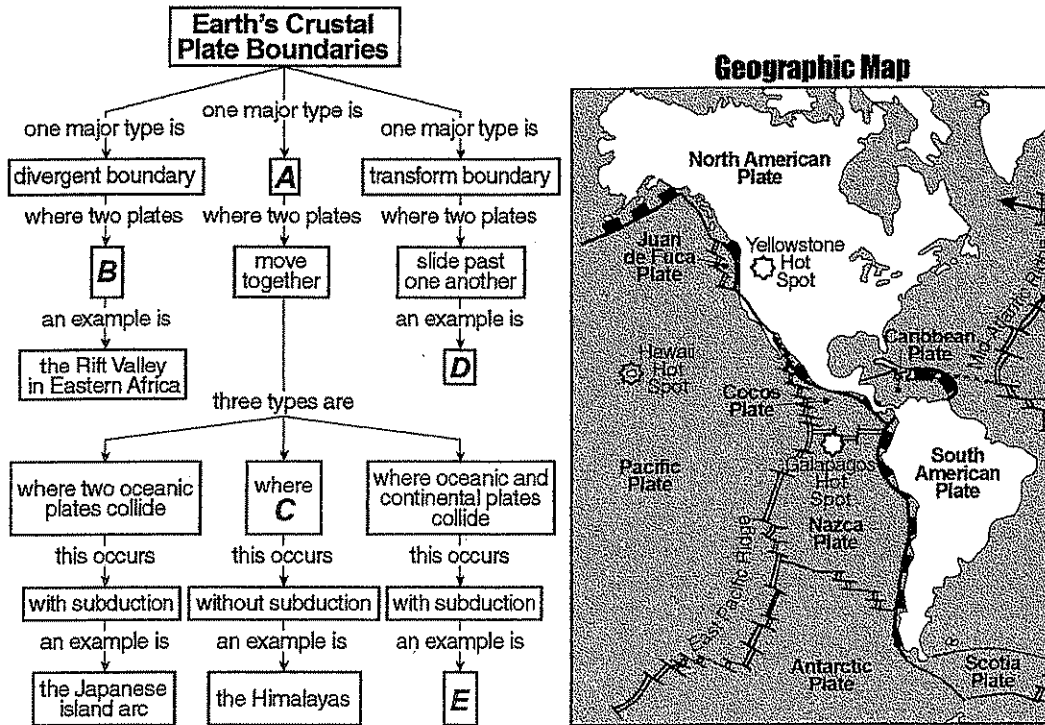 Earth's Crustal
Plate Boundaries
one major type is
one major type is
one major type is
divergent boundary
A
transform boundary
where two plates
where two plates
where two plates
B
move
together
slide past
one another
an example is
an example is
the Rift Valley
in Eastern Africa
D
three types are
where two oceanic
plates collide
where
C
where oceanic and
continental plates
collide
this occurs
this occurs
this occurs
with subduction
without subduction
with subduction
an example is
an example is
an example is
the Japanese
island arc
the Himalayas
E
Geographic Map
North American
Plate
Juan
de Fuca
Plate
Yellowstone
Hot
Spot
Mid Atlantic
Caribbean
Plate
Hawaii
Hot
Spot
Cocos
Plate
Galapagos
Hot
Spot
Pacific
Plate
South
American
Plate
Nazca
Plate
East Pacific Ridge
Antarctic
Plate
Scotia
Plate